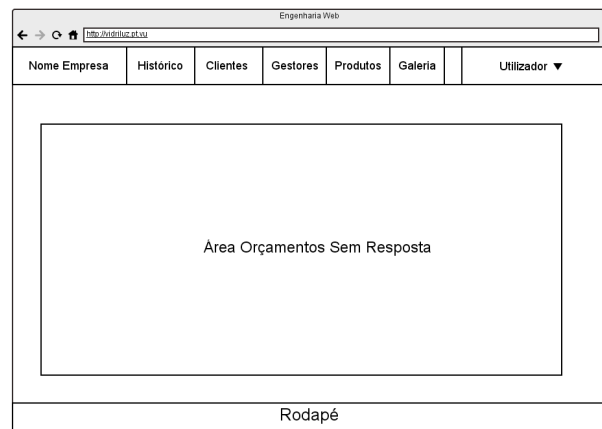 Engenharia Web
http://vidriluz.pt.vu
Nome Empresa Histórico Clientes Gestores Produtos Galeria Utilizador ▼
Área Orçamentos Sem Resposta
Rodapé